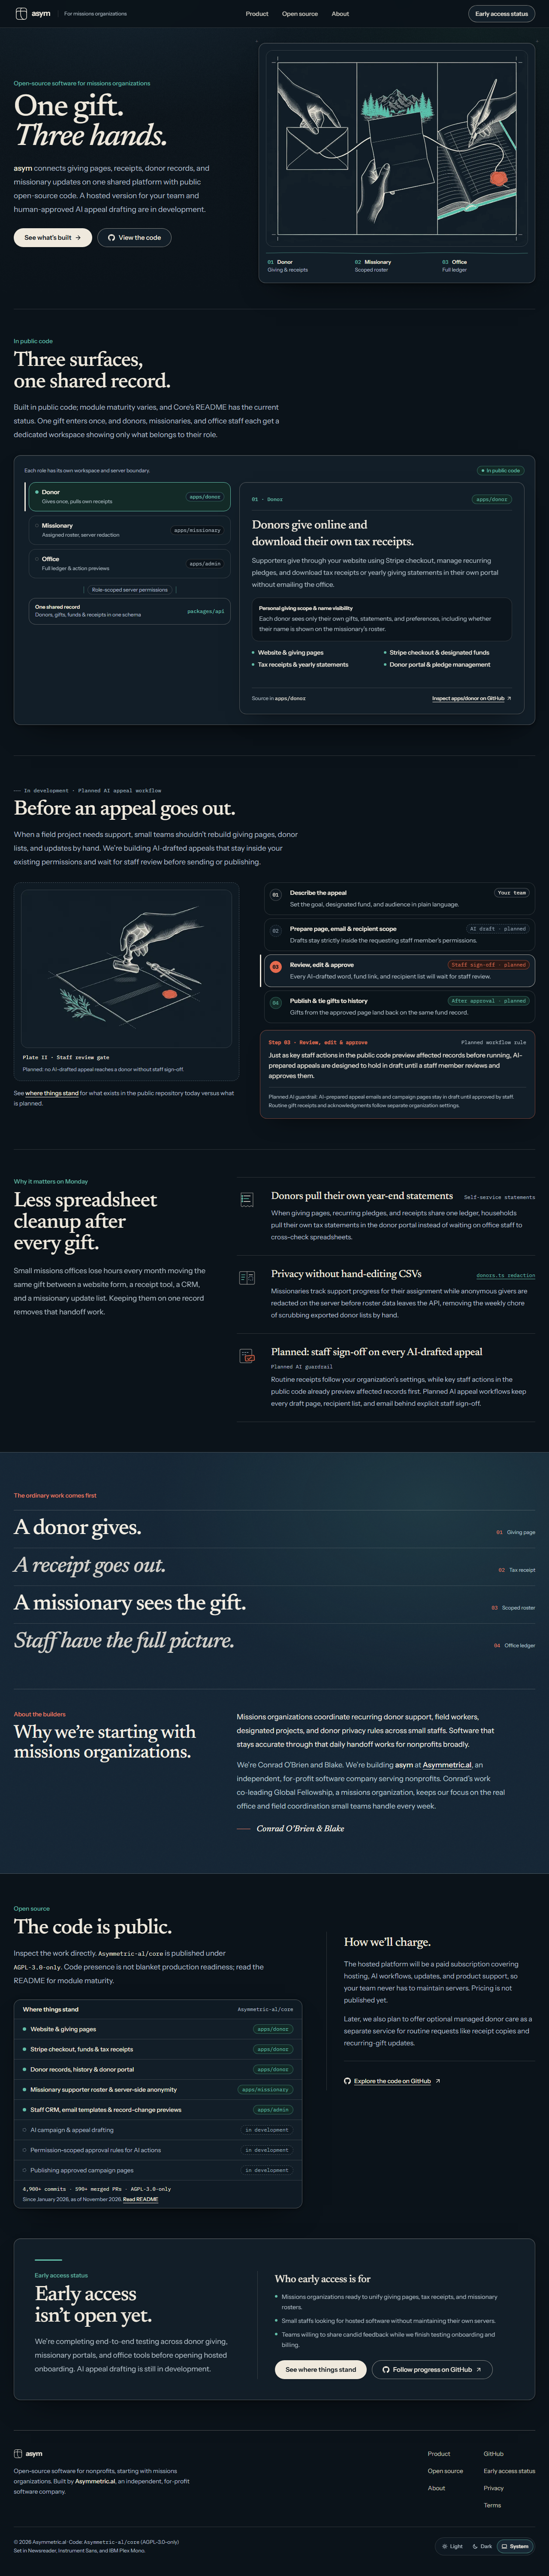 asym
For missions organizations
Product
Open source
About
Early access status
Open-source software for missions organizations
One gift.
Three hands.
asym connects giving pages, receipts, donor records, and
missionary updates on one shared platform with public
open-source code. A hosted version for your team and
human-approved AI appeal drafting are in development.
See what's built →
View the code
01 Donor
Giving & receipts
02 Missionary
Scoped roster
03 Office
Full ledger
In public code
Three surfaces,
one shared record.
Built in public code; module maturity varies, and Core's README has the current
status. One gift enters once, and donors, missionaries, and office staff each get a
dedicated workspace showing only what belongs to their role.
Each role has its own workspace and server boundary.
In public code
Donor
Gives once, pulls own receipts
apps/donor
Missionary
Assigned roster, server redaction
apps/missionary
Office
Full ledger & action previews
apps/admin
Role-scoped server permissions
One shared record
Donors, gifts, funds & receipts in one schema
packages/api
01 · Donor
apps/donor
Donors give online and
download their own tax receipts.
Supporters give through your website using Stripe checkout, manage recurring
pledges, and download tax receipts or yearly giving statements in their own portal
without emailing the office.
Personal giving scope & name visibility
Each donor sees only their own gifts, statements, and preferences, including whether
their name is shown on the missionary's roster.
Website & giving pages
Stripe checkout & designated funds
Tax receipts & yearly statements
Donor portal & pledge management
Source in apps/donor
Inspect apps/donor on GitHub ↗
In development · Planned AI appeal workflow
Before an appeal goes out.
When a field project needs support, small teams shouldn't rebuild giving pages, donor
lists, and updates by hand. We're building AI-drafted appeals that stay inside your
existing permissions and wait for staff review before sending or publishing.
Plate II · Staff review gate
Planned: no AI-drafted appeal reaches a donor without staff sign-off.
See where things stand for what exists in the public repository today versus what
is planned.
01
Describe the appeal
Your team
Set the goal, designated fund, and audience in plain language.
02
Prepare page, email & recipient scope
AI draft · planned
Drafts stay strictly inside the requesting staff member's permissions.
03
Review, edit & approve
Staff sign-off · planned
Every AI-drafted word, fund link, and recipient list will wait for staff review.
04
Publish & tie gifts to history
After approval · planned
Gifts from the approved page land back on the same fund record.
Step 03 · Review, edit & approve
Planned workflow rule
Just as key staff actions in the public code preview affected records before running, AI-
prepared appeals are designed to hold in draft until a staff member reviews and
approves them.
Planned AI guardrail: AI-prepared appeal emails and campaign pages stay in draft until approved by staff.
Routine gift receipts and acknowledgments follow separate organization settings.
Why it matters on Monday
Less spreadsheet
cleanup after
every gift.
Small missions offices lose hours every month moving the
same gift between a website form, a receipt tool, a CRM,
and a missionary update list. Keeping them on one record
removes that handoff work.
Donors pull their own year-end statements
Self-service statements
When giving pages, recurring pledges, and receipts share one ledger, households
pull their own tax statements in the donor portal instead of waiting on office staff to
cross-check spreadsheets.
Privacy without hand-editing CSVs
donors.ts redaction
Missionaries track support progress for their assignment while anonymous givers are
redacted on the server before roster data leaves the API, removing the weekly chore
of scrubbing exported donor lists by hand.
Planned: staff sign-off on every AI-drafted appeal
Planned AI guardrail
Routine receipts follow your organization's settings, while key staff actions in the
public code already preview affected records first. Planned AI appeal workflows keep
every draft page, recipient list, and email behind explicit staff sign-off.
The ordinary work comes first
A donor gives.
01 Giving page
A receipt goes out.
02 Tax receipt
A missionary sees the gift.
03 Scoped roster
Staff have the full picture.
04 Office ledger
About the builders
Why we're starting with
missions organizations.
Missions organizations coordinate recurring donor support, field workers,
designated projects, and donor privacy rules across small staffs. Software that
stays accurate through that daily handoff works for nonprofits broadly.
We're Conrad O'Brien and Blake. We're building asym at Asymmetric.al, an
independent, for-profit software company serving nonprofits. Conrad's work
co-leading Global Fellowship, a missions organization, keeps our focus on the real
office and field coordination small teams handle every week.
Conrad O'Brien & Blake
Open source
The code is public.
Inspect the work directly. Asymmetric-al/core is published under
AGPL-3.0-only. Code presence is not blanket production readiness; read the
README for module maturity.
Where things stand
Asymmetric-al/core
Website & giving pages
apps/donor
Stripe checkout, funds & tax receipts
apps/donor
Donor records, history & donor portal
apps/donor
Missionary supporter roster & server-side anonymity
apps/missionary
Staff CRM, email templates & record-change previews
apps/admin
AI campaign & appeal drafting
in development
Permission-scoped approval rules for AI actions
in development
Publishing approved campaign pages
in development
4,900+ commits · 590+ merged PRs · AGPL-3.0-only
Since January 2026, as of November 2026. Read README
How we'll charge.
The hosted platform will be a paid subscription covering
hosting, AI workflows, updates, and product support, so
your team never has to maintain servers. Pricing is not
published yet.
Later, we also plan to offer optional managed donor care as a
separate service for routine requests like receipt copies and
recurring-gift updates.
Explore the code on GitHub ↗
Early access status
Early access
isn't open yet.
We're completing end-to-end testing across donor giving,
missionary portals, and office tools before opening hosted
onboarding. AI appeal drafting is still in development.
Who early access is for
Missions organizations ready to unify giving pages, tax receipts, and missionary
rosters.
Small staffs looking for hosted software without maintaining their own servers.
Teams willing to share candid feedback while we finish testing onboarding and
billing.
See where things stand
Follow progress on GitHub ↗
asym
Open-source software for nonprofits, starting with missions
organizations. Built by Asymmetric.al, an independent, for-profit
software company.
Product
Open source
About
GitHub
Early access status
Privacy
Terms
© 2026 Asymmetric.al · Code: Asymmetric-al/core (AGPL-3.0-only)
Set in Newsreader, Instrument Sans, and IBM Plex Mono.
Light
Dark
System